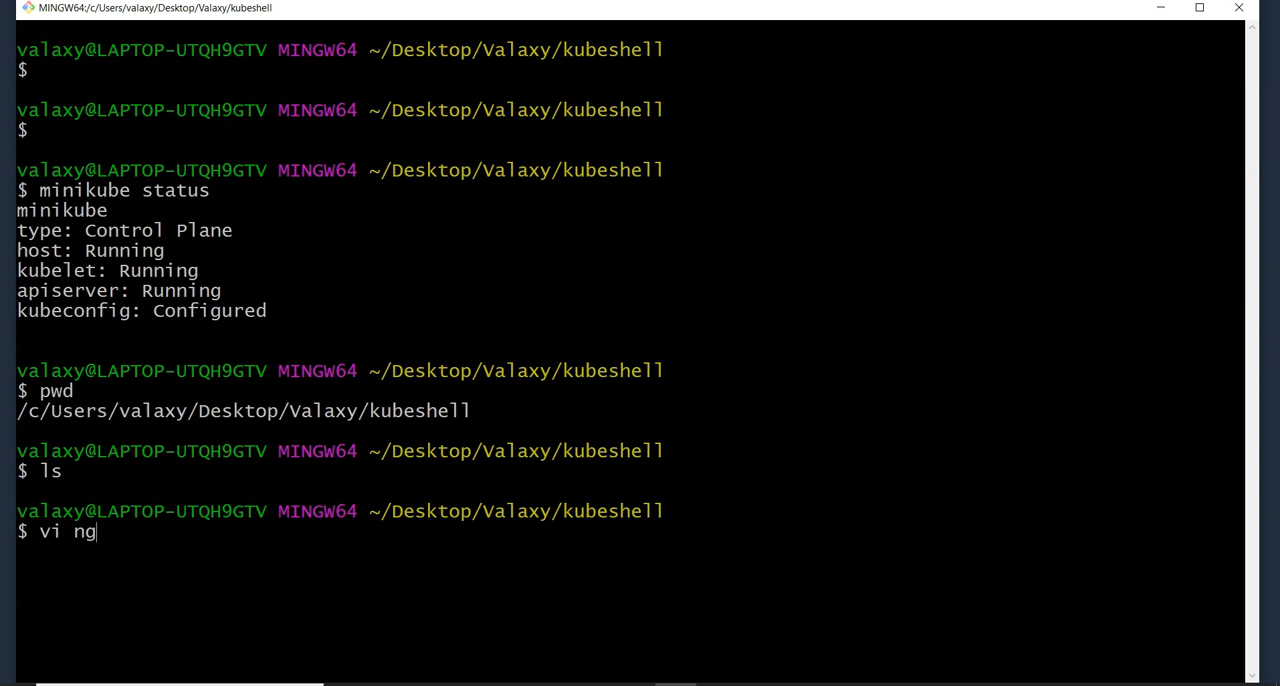 MINGW64:/c/Users/valaxy/Desktop/Valaxy/kubeshell
valaxy@LAPTOP-UTQH9GTV MINGW64 ~/Desktop/Valaxy/kubeshell
$
valaxy@LAPTOP-UTQH9GTV MINGW64 ~/Desktop/Valaxy/kubeshell
$
valaxy@LAPTOP-UTQH9GTV MINGW64 ~/Desktop/Valaxy/kubeshell
$ minikube status
minikube
type: Control Plane
host: Running
kubelet: Running
apiserver: Running
kubeconfig: Configured
valaxy@LAPTOP-UTQH9GTV MINGW64 ~/Desktop/Valaxy/kubeshell
$ pwd
/c/Users/valaxy/Desktop/Valaxy/kubeshell
valaxy@LAPTOP-UTQH9GTV MINGW64 ~/Desktop/Valaxy/kubeshell
$ ls
valaxy@LAPTOP-UTQH9GTV MINGW64 ~/Desktop/Valaxy/kubeshell
$ vi ng